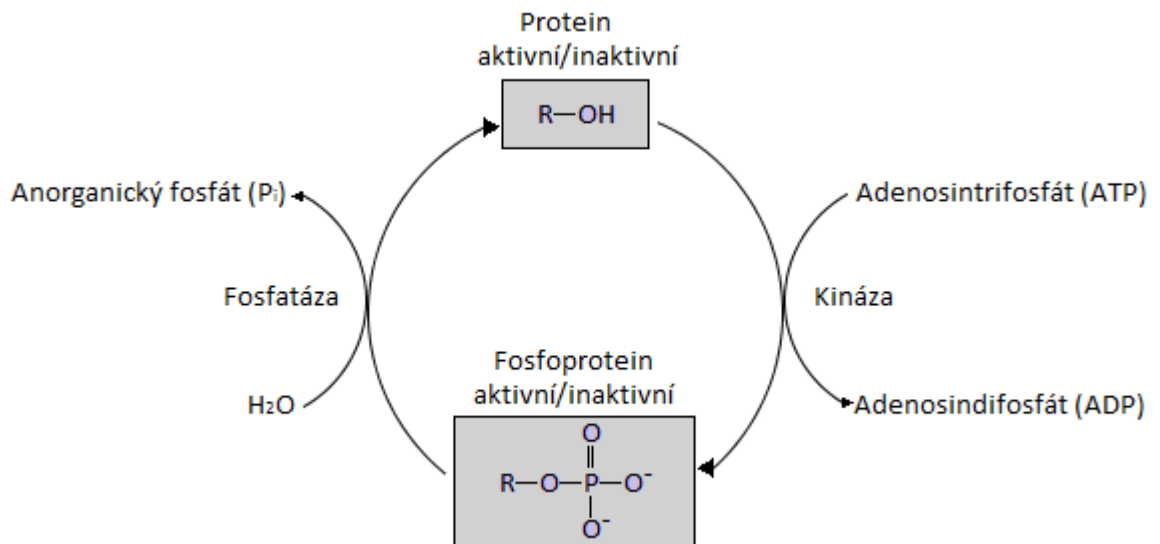 Protein
aktivní/inaktivní
R—OH
Anorganický fosfát (Pi)
Adenosintrifosfát (ATP)
Fosfatáza
Kináza
Fosfoprotein
aktivní/inaktivní
H₂O
Adenosindifosfát (ADP)
O
R—O—P—O⁻
O⁻